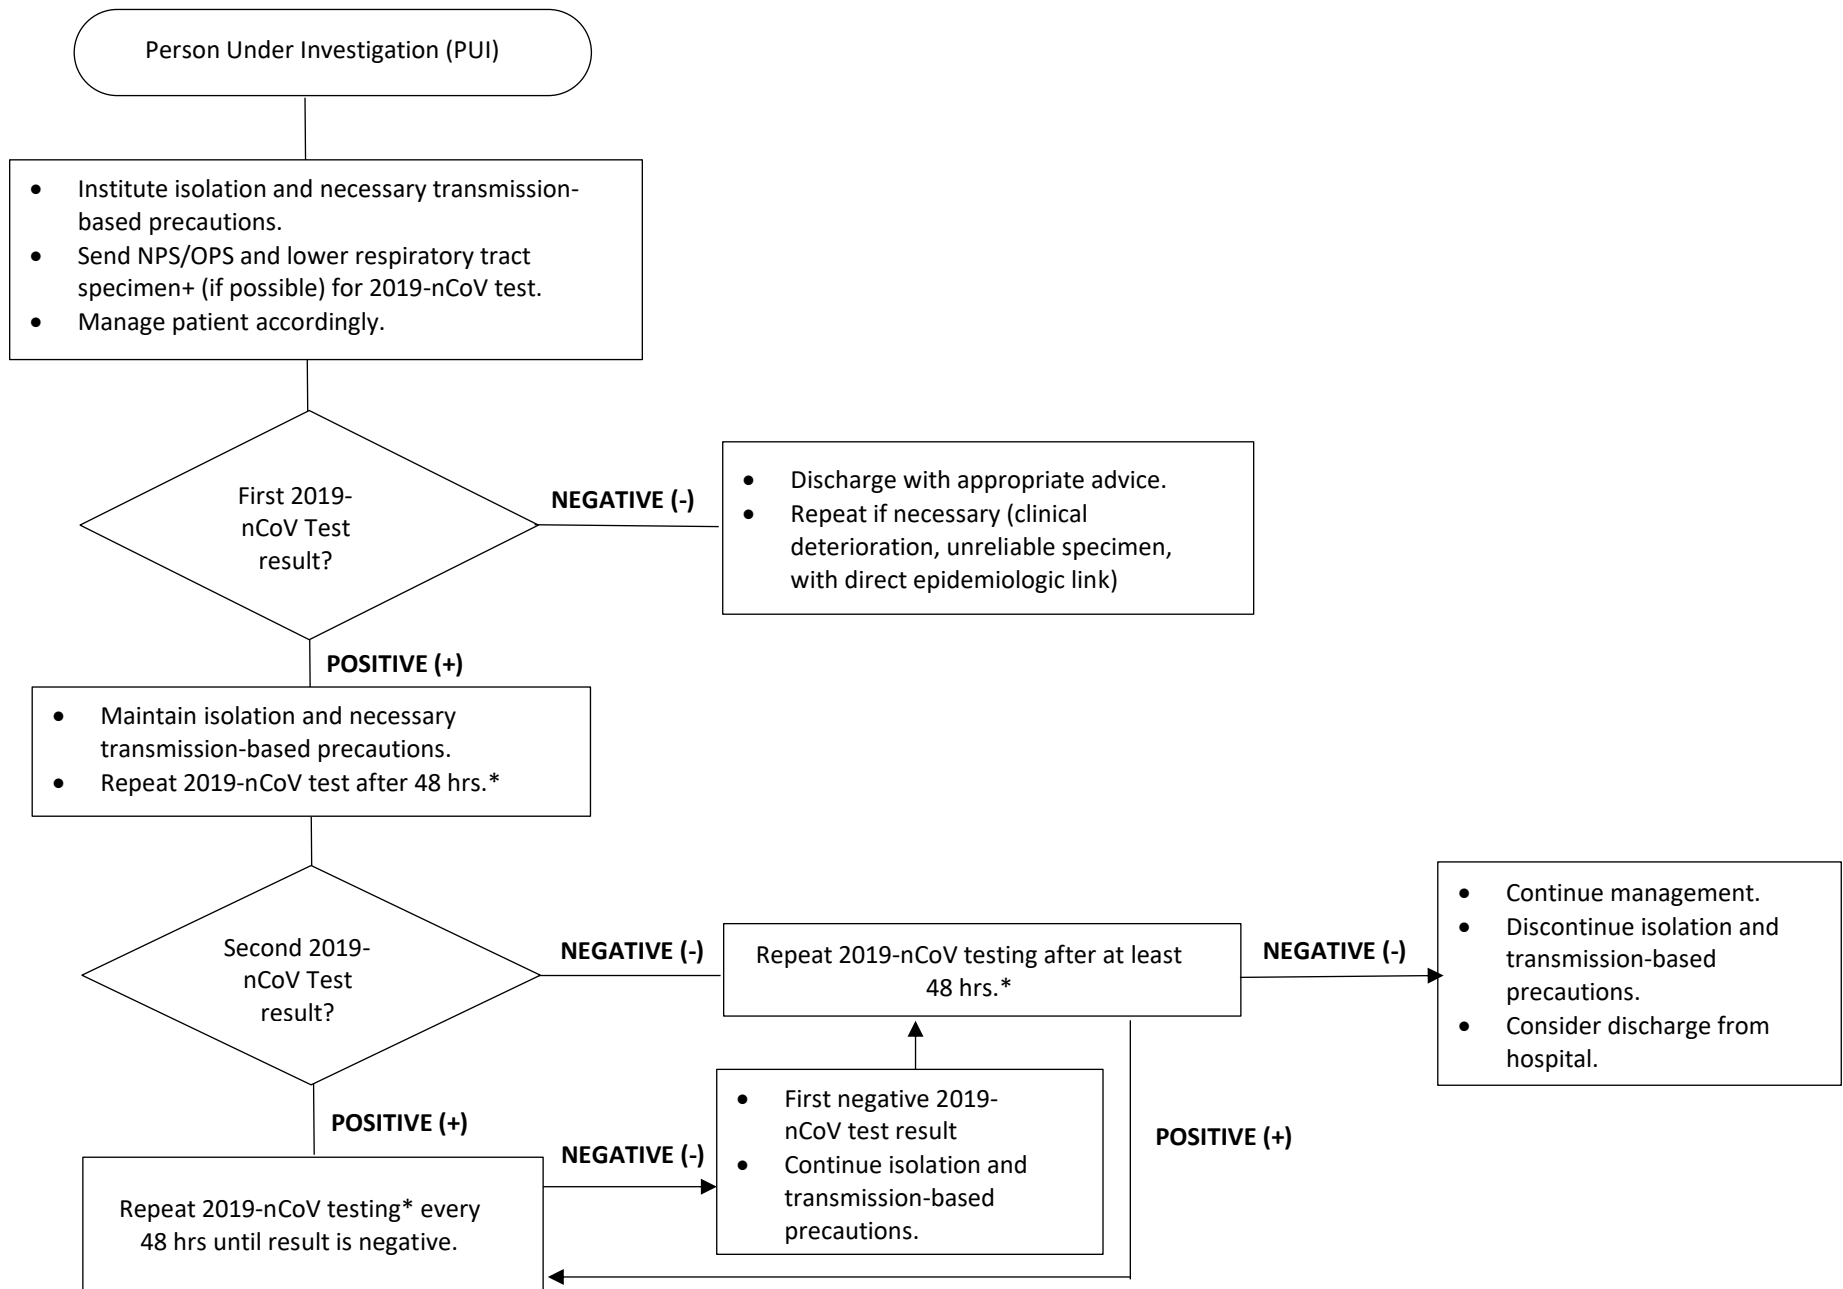 Person Under Investigation (PUI)
• Institute isolation and necessary transmission-
based precautions.
• Send NPS/OPS and lower respiratory tract
specimen+ (if possible) for 2019-nCoV test.
• Manage patient accordingly.
First 2019-
nCoV Test
result?
NEGATIVE (-)
• Discharge with appropriate advice.
• Repeat if necessary (clinical
deterioration, unreliable specimen,
with direct epidemiologic link)
POSITIVE (+)
• Maintain isolation and necessary
transmission-based precautions.
• Repeat 2019-nCoV test after 48 hrs.*
Second 2019-
nCoV Test
result?
NEGATIVE (-)
Repeat 2019-nCoV testing after at least
48 hrs.*
NEGATIVE (-)
• Continue management.
• Discontinue isolation and
transmission-based
precautions.
• Consider discharge from
hospital.
POSITIVE (+)
Repeat 2019-nCoV testing* every
48 hrs until result is negative.
NEGATIVE (-)
• First negative 2019-
nCoV test result
• Continue isolation and
transmission-based
precautions.
POSITIVE (+)